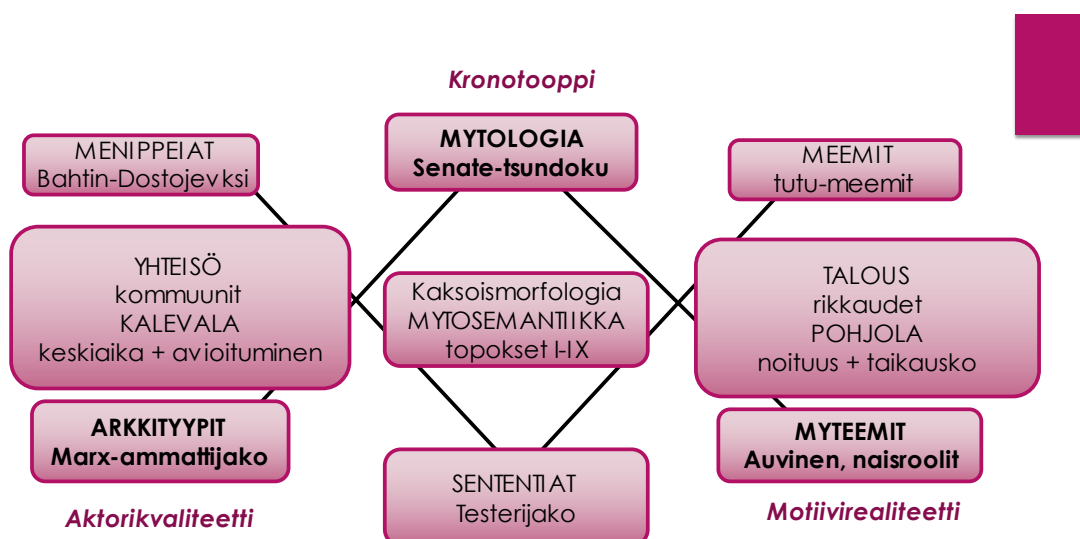 Kronotooppi
MENIPPEIAT
Bahtin-Dostojevksi
MYTOLOGIA
Senate-tsundoku
MEEMIT
tutu-meemit
YHTEISÖ
kommuunit
KALEVALA
keskiaika + avioituminen
Kaksoismorfologia
MYTOSEMANTIIKKA
topokset I-IX
TALOUS
rikkaudet
POHJOLA
noituus + taikausko
ARKKITYYPIT
Marx-ammattijako
SENTENTIAT
Testerijako
MYTEEMIT
Auvinen, naisroolit
Aktorikvaliteetti
Motiivirealiteetti